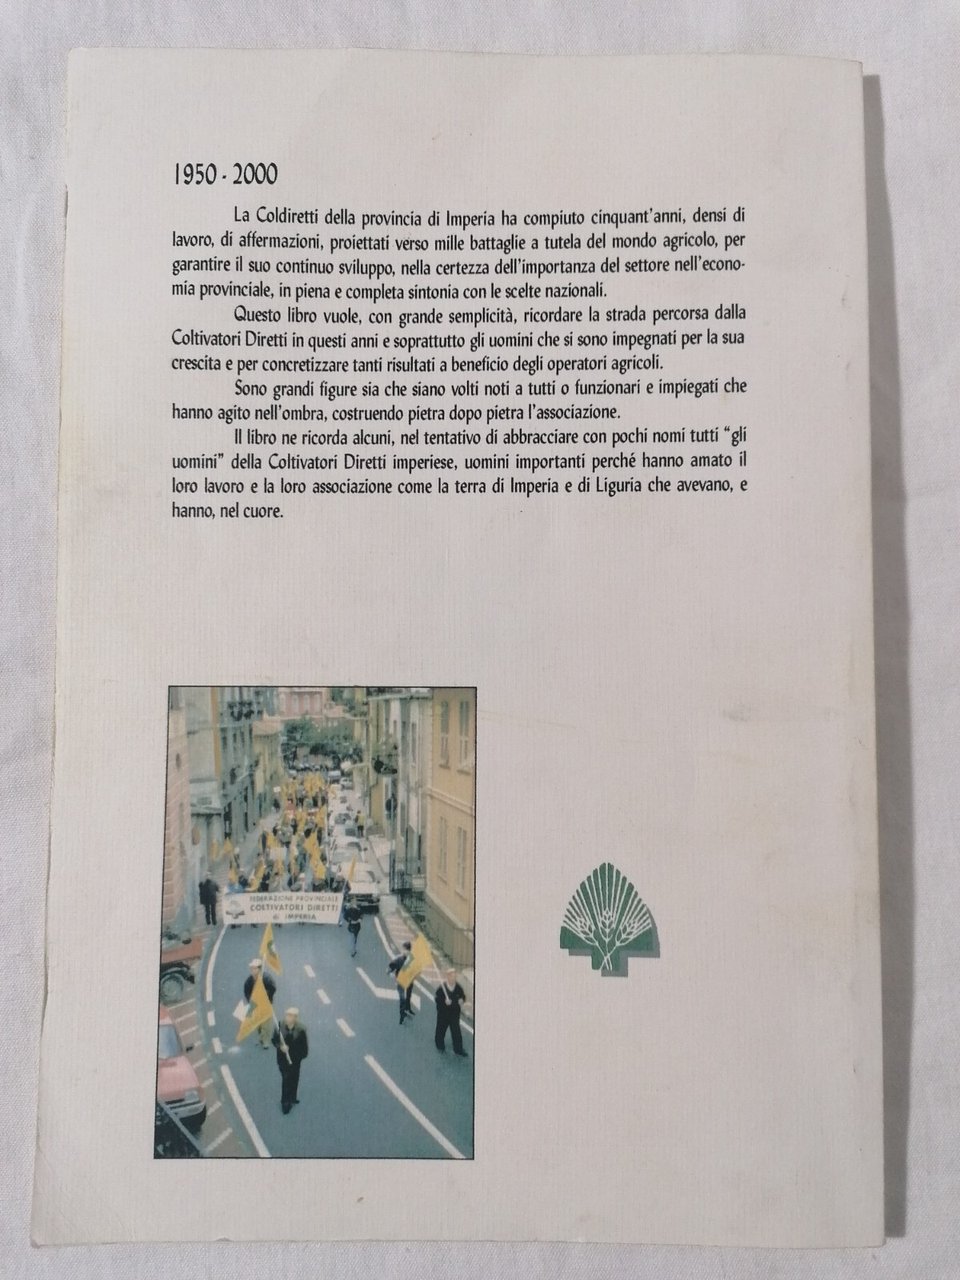 1950 - 2000
La Coldiretti della provincia di Imperia ha compiuto cinquant'anni, densi di
lavoro, di affermazioni, proiettati verso mille battaglie a tutela del mondo agricolo, per
garantire il suo continuo sviluppo, nella certezza dell'importanza del settore nell'econo-
mia provinciale, in piena e completa sintonia con le scelte nazionali.
Questo libro vuole, con grande semplicità, ricordare la strada percorsa dalla
Coltivatori Diretti in questi anni e soprattutto gli uomini che si sono impegnati per la sua
crescita e per concretizzare tanti risultati a beneficio degli operatori agricoli.
Sono grandi figure sia che siano volti noti a tutti o funzionari e impiegati che
hanno agito nell'ombra, costruendo pietra dopo pietra l'associazione.
Il libro ne ricorda alcuni, nel tentativo di abbracciare con pochi nomi tutti “gli
uomini” della Coltivatori Diretti imperiese, uomini importanti perché hanno amato il
loro lavoro e la loro associazione come la terra di Imperia e di Liguria che avevano, e
hanno, nel cuore.
FEDERAZIONE PROVINCIALE
COLTIVATORI DIRETTI
di IMPERIA